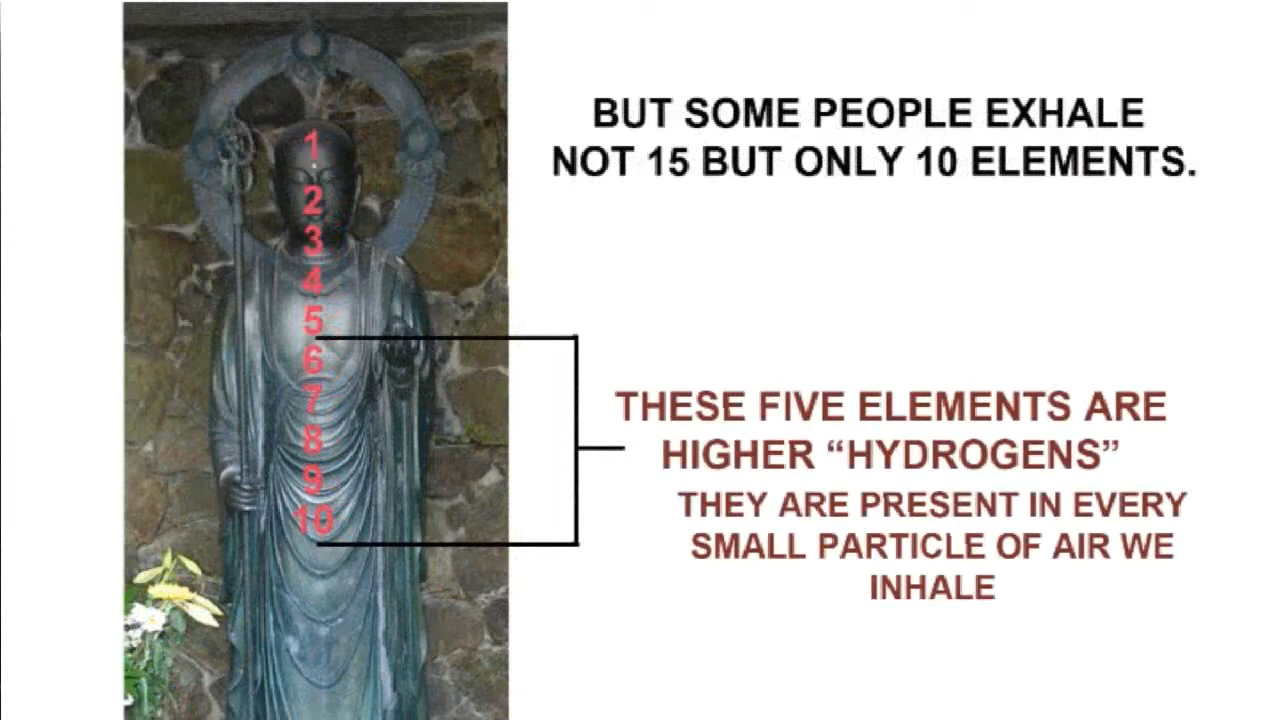 BUT SOME PEOPLE EXHALE
NOT 15 BUT ONLY 10 ELEMENTS.
1
2
3
4
5
6
7
8
9
10
THESE FIVE ELEMENTS ARE
HIGHER “HYDROGENS”
THEY ARE PRESENT IN EVERY
SMALL PARTICLE OF AIR WE
INHALE